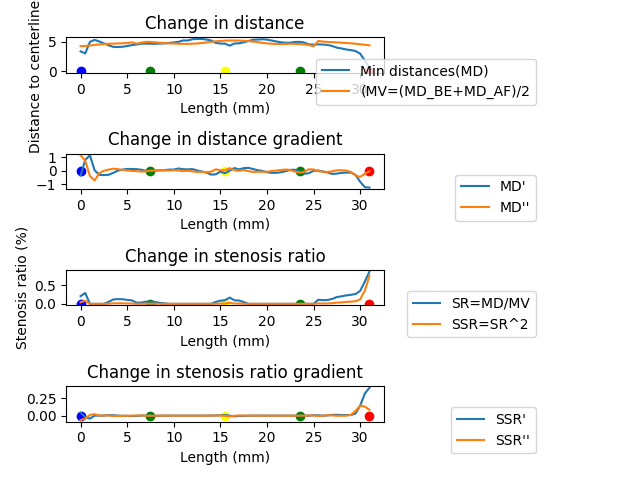 Change in distance
Distance to centerline
5
0
0 5 10 15 20 25 30
Length (mm)
Min distances(MD)
(MV=(MD_BE+MD_AF)/2
Change in distance gradient
1
0
−1
0 5 10 15 20 25 30
Length (mm)
MD'
MD''
Change in stenosis ratio
Stenosis ratio (%)
0.5
0.0
0 5 10 15 20 25 30
Length (mm)
SR=MD/MV
SSR=SR^2
Change in stenosis ratio gradient
0.25
0.00
0 5 10 15 20 25 30
Length (mm)
SSR'
SSR''